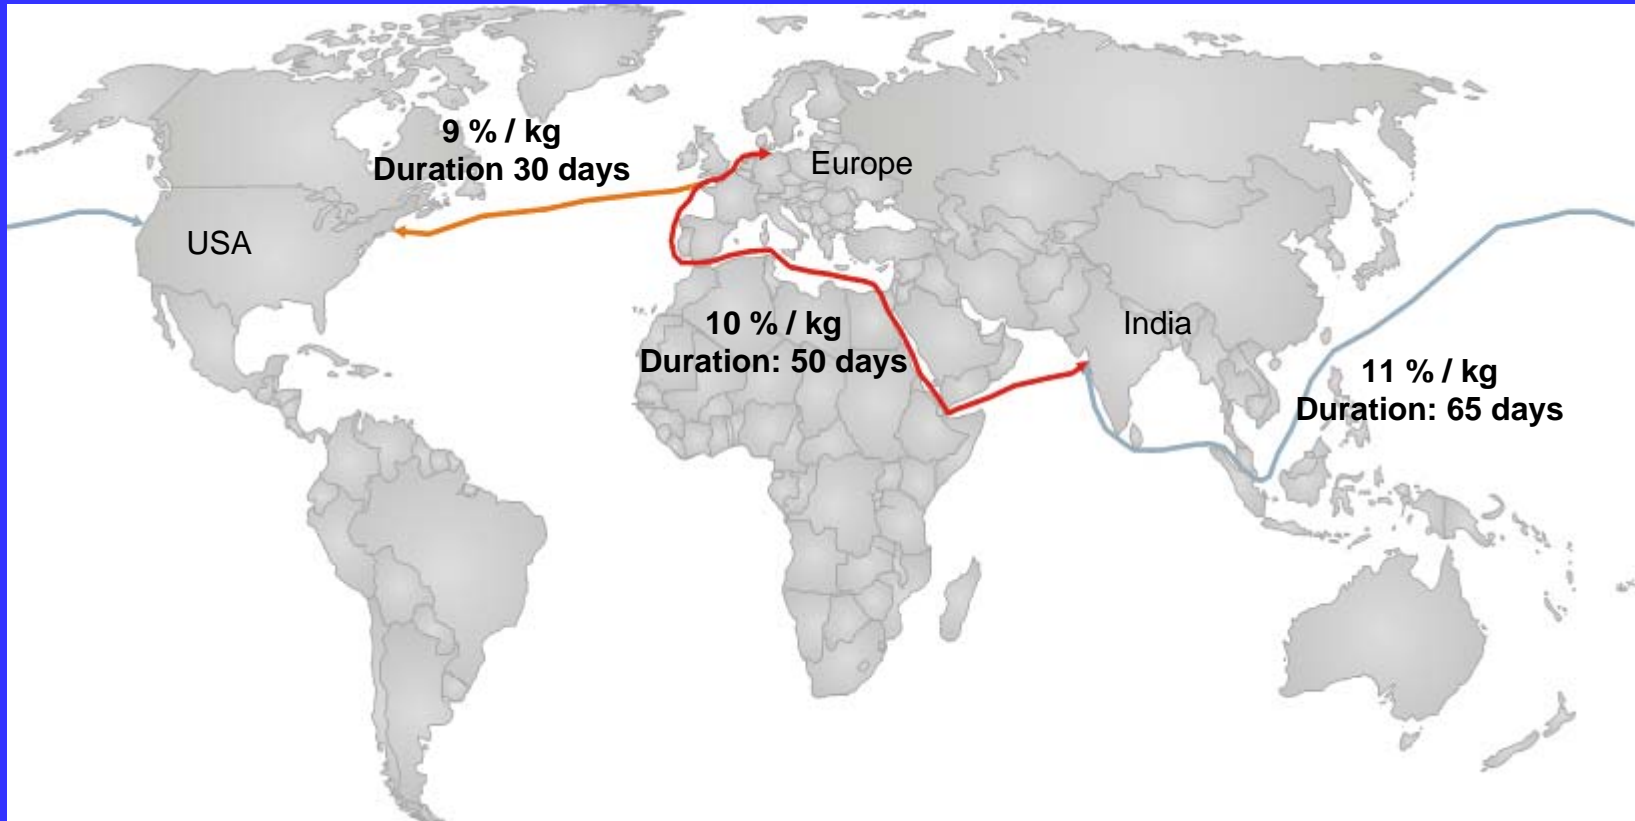 9 % / kg
Duration 30 days
Europe
USA
10 % / kg
Duration: 50 days
India
11 % / kg
Duration: 65 days